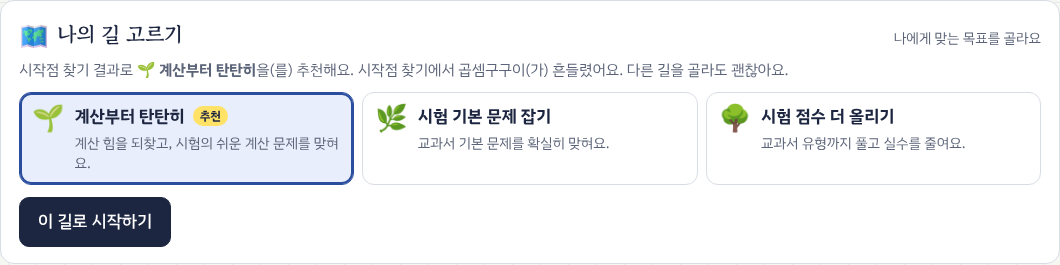 나의 길 고르기
나에게 맞는 목표를 골라요
시작점 찾기 결과로 🌱 계산부터 탄탄히을(를) 추천해요. 시작점 찾기에서 곱셈구구이(가) 흔들렸어요. 다른 길을 골라도 괜찮아요.
계산부터 탄탄히 추천
계산 힘을 되찾고, 시험의 쉬운 계산 문제를 맞혀
요.
시험 기본 문제 잡기
교과서 기본 문제를 확실히 맞혀요.
시험 점수 더 올리기
교과서 유형까지 풀고 실수를 줄여요.
이 길로 시작하기